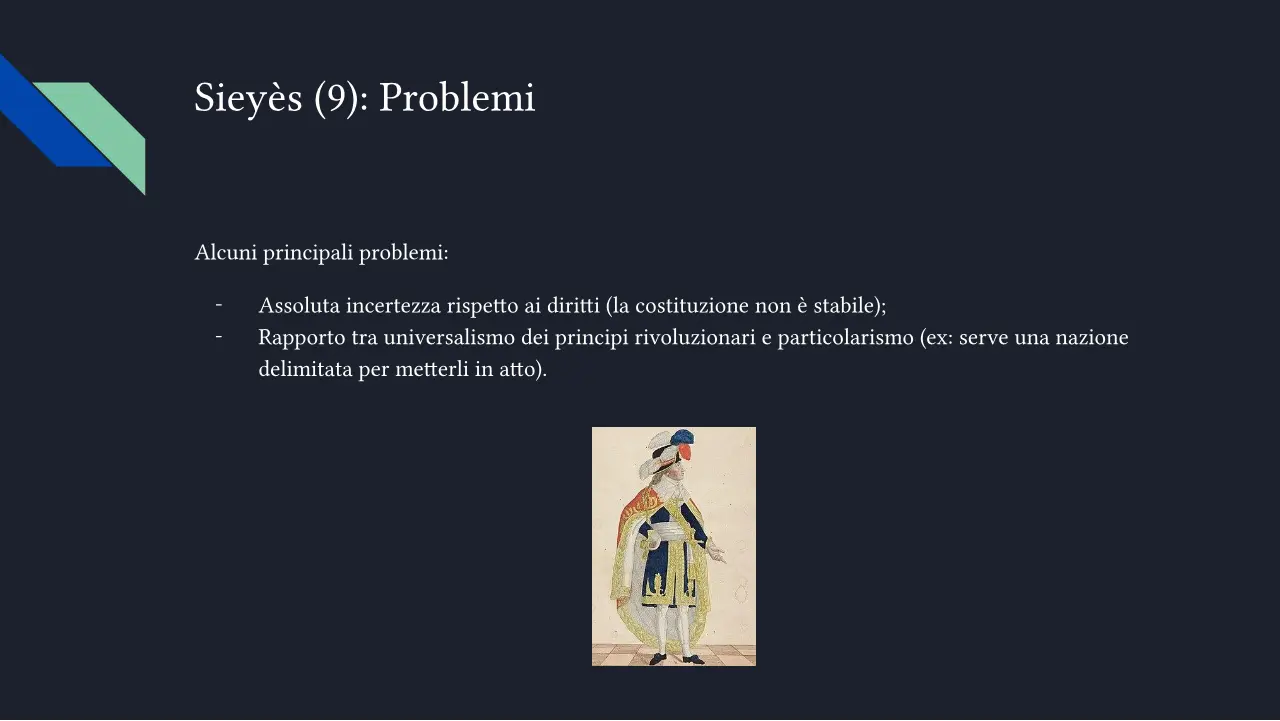 Sieyès (9): Problemi
Alcuni principali problemi:
- Assoluta incertezza rispetto ai diritti (la costituzione non è stabile);
- Rapporto tra universalismo dei principi rivoluzionari e particolarismo (ex: serve una nazione
delimitata per metterli in atto).